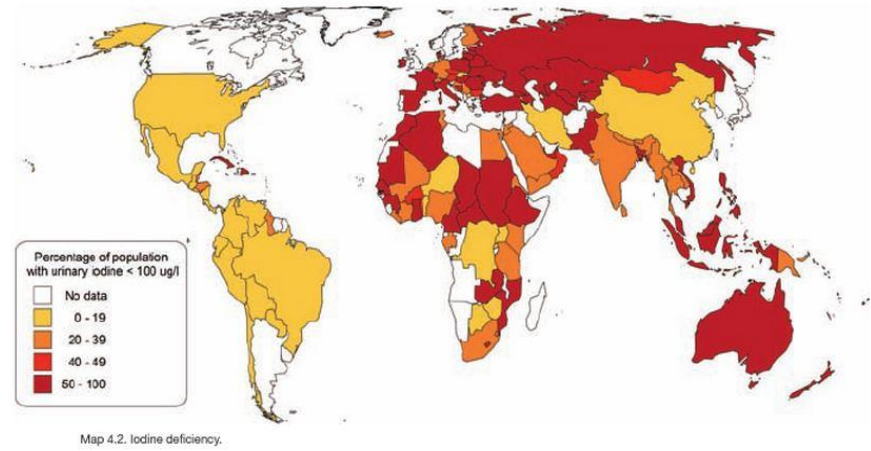 Percentage of population
with urinary iodine < 100 ug/l
No data
0 - 19
20 - 39
40 - 49
50 - 100
Map 4.2. Iodine deficiency.